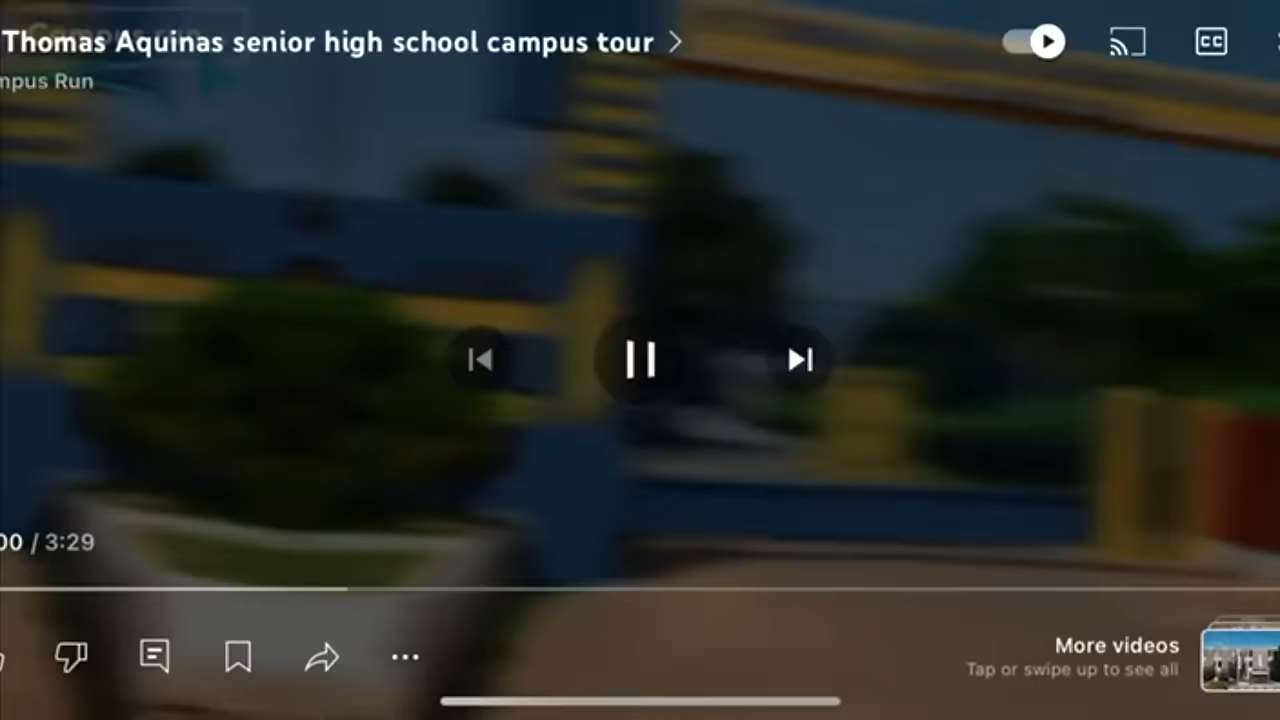 Thomas Aquinas senior high school campus tour
mpus Run
CC
00 / 3:29
More videos
Tap or swipe up to see all